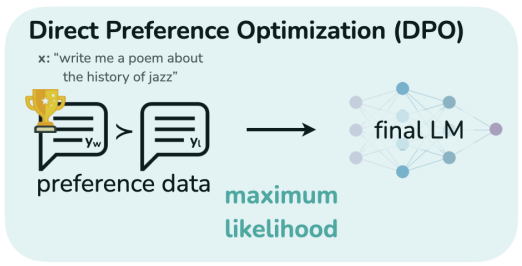 Direct Preference Optimization (DPO)
x: “write me a poem about
the history of jazz”
y_w ≻ y_l
preference data
maximum
likelihood
final LM